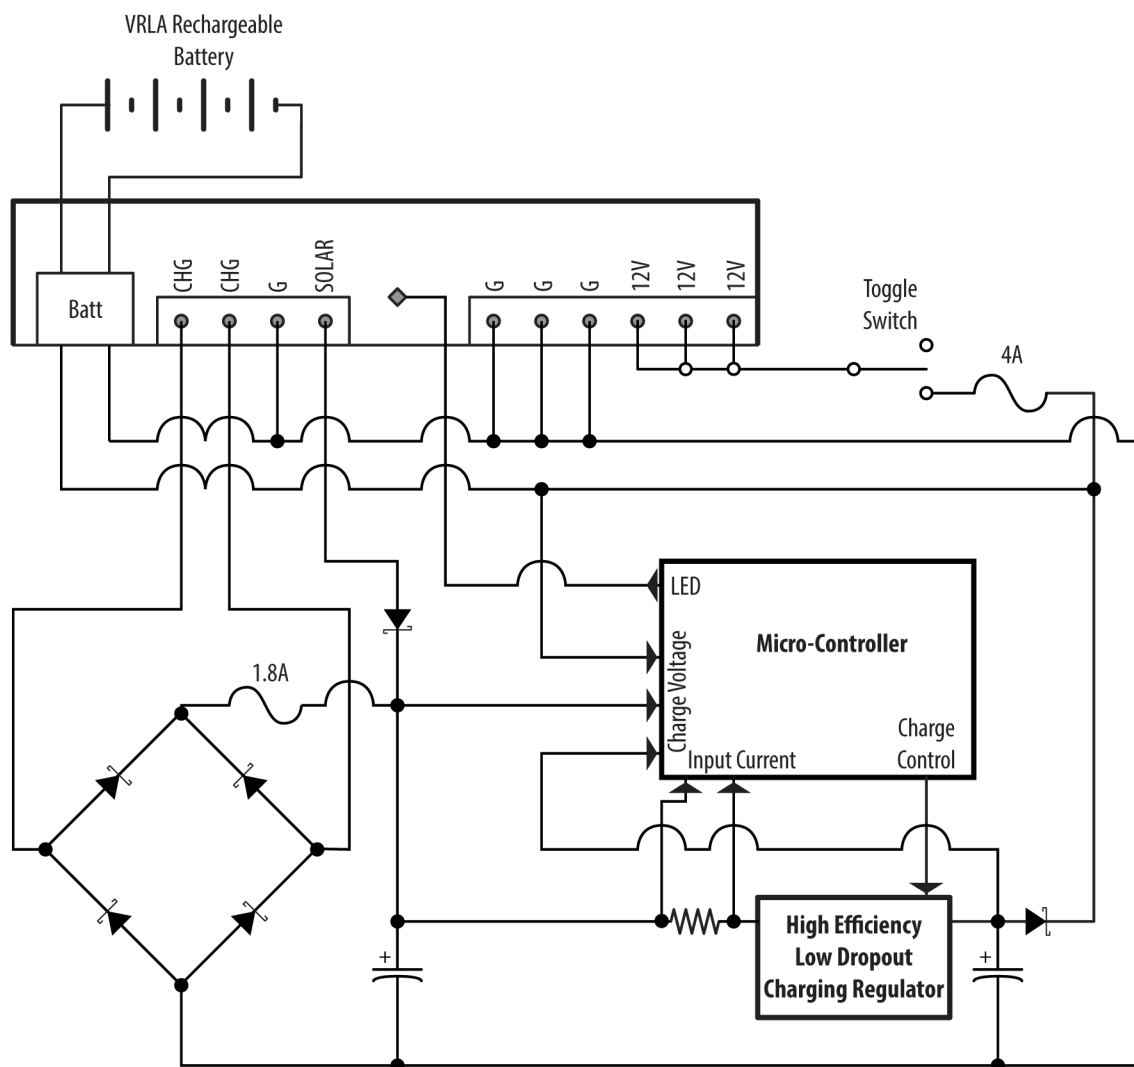 VRLA Rechargeable
Battery
CHG
CHG
G
SOLAR
G
G
G
12V
12V
12V
Batt
Toggle
Switch
4A
LED
Micro-Controller
Charge Voltage
1.8A
Charge
Control
Input Current
High Efficiency
Low Dropout
Charging Regulator
+
+